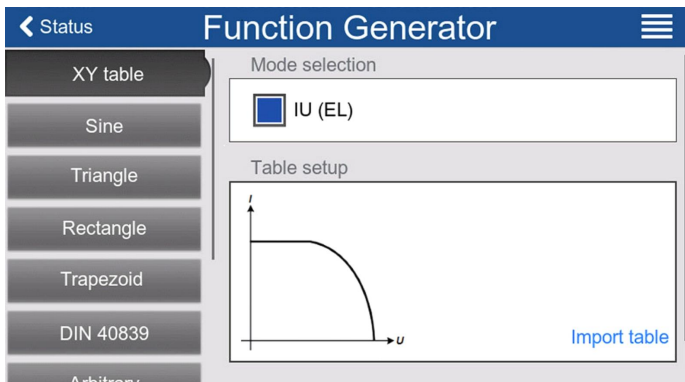 Status
Function Generator
XY table
Sine
Triangle
Rectangle
Trapezoid
DIN 40839
Arbitrary
Mode selection
IU (EL)
Table setup
I
U
Import table